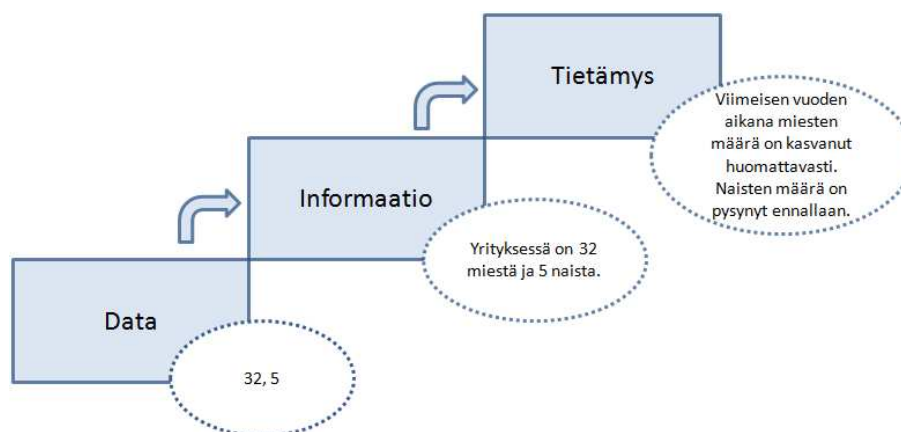 Tietämys
Viimeisen vuoden
aikana miesten
määrä on kasvanut
huomattavasti.
Naisten määrä on
pysynyt ennallaan.
Informaatio
Yrityksessä on 32
miestä ja 5 naista.
Data
32, 5